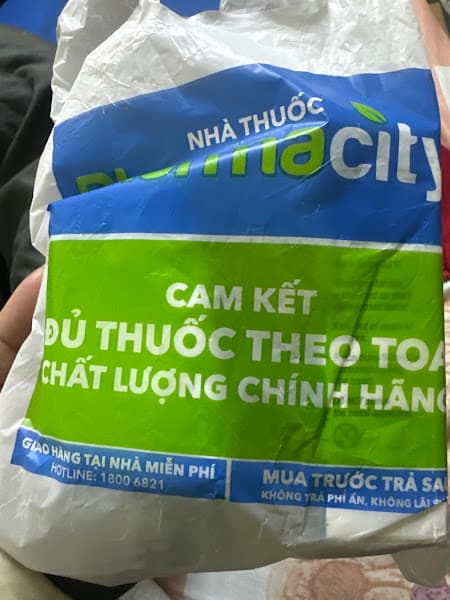 NHÀ THUỐC
Pharmacity
CAM KẾT
ĐỦ THUỐC THEO TOA
CHẤT LƯỢNG CHÍNH HÃNG
GIAO HÀNG TẠI NHÀ MIỄN PHÍ
HOTLINE: 1800 6821
MUA TRƯỚC TRẢ SAU
KHÔNG TRẢ PHÍ ẨN, KHÔNG LÃI